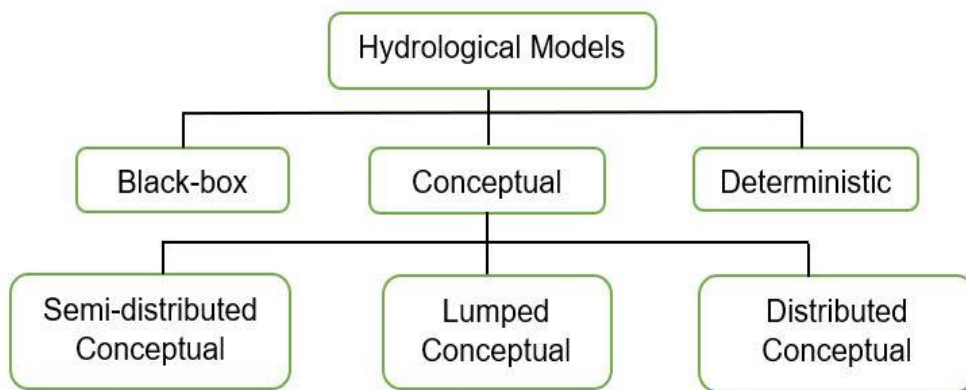 Hydrological Models
Black-box
Conceptual
Deterministic
Semi-distributed
Conceptual
Lumped
Conceptual
Distributed
Conceptual